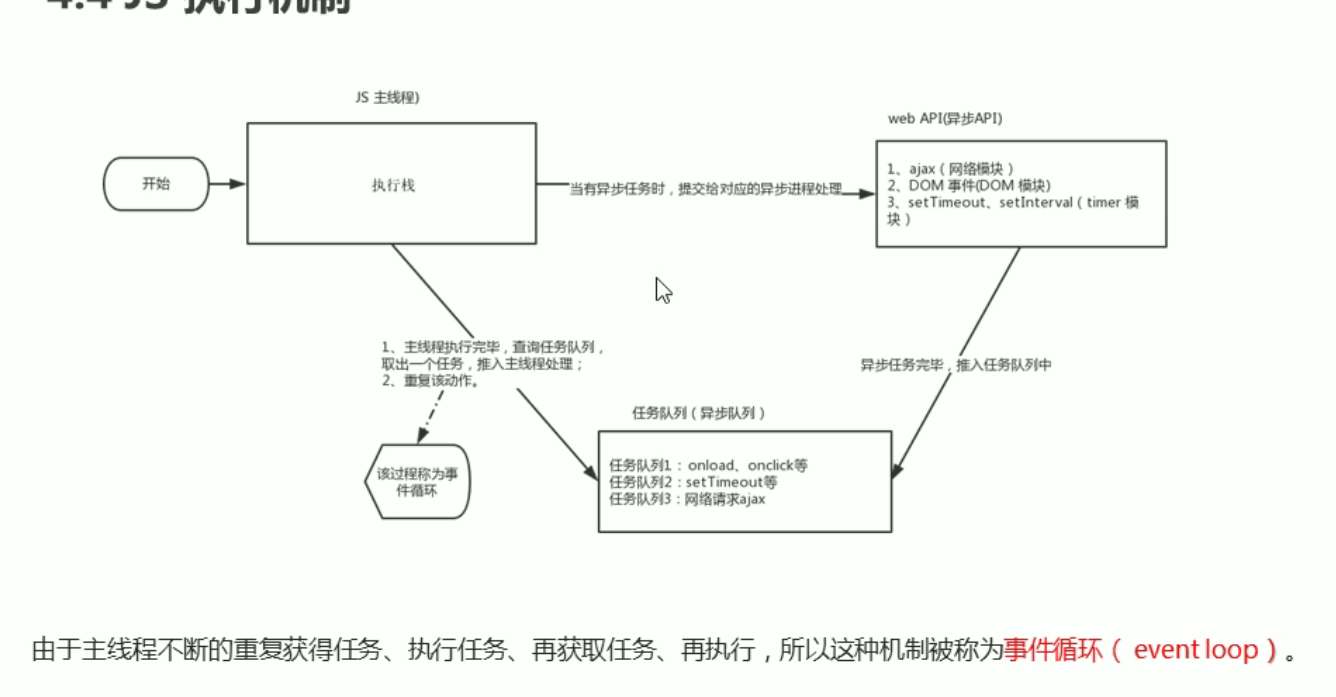 4.4 JS 执行机制
JS 主线程)
web API(异步API)
开始
执行栈
当有异步任务时，提交给对应的异步进程处理
1、ajax（网络模块）
2、DOM 事件(DOM 模块)
3、setTimeout、setInterval（timer 模
块）
1、主线程执行完毕，查询任务队列，
取出一个任务，推入主线程处理；
2、重复该动作。
异步任务完毕，推入任务队列中
任务队列（异步队列）
该过程称为事
件循环
任务队列1：onload、onclick等
任务队列2：setTimeout等
任务队列3：网络请求ajax
由于主线程不断的重复获得任务、执行任务、再获取任务、再执行，所以这种机制被称为事件循环（ event loop）。